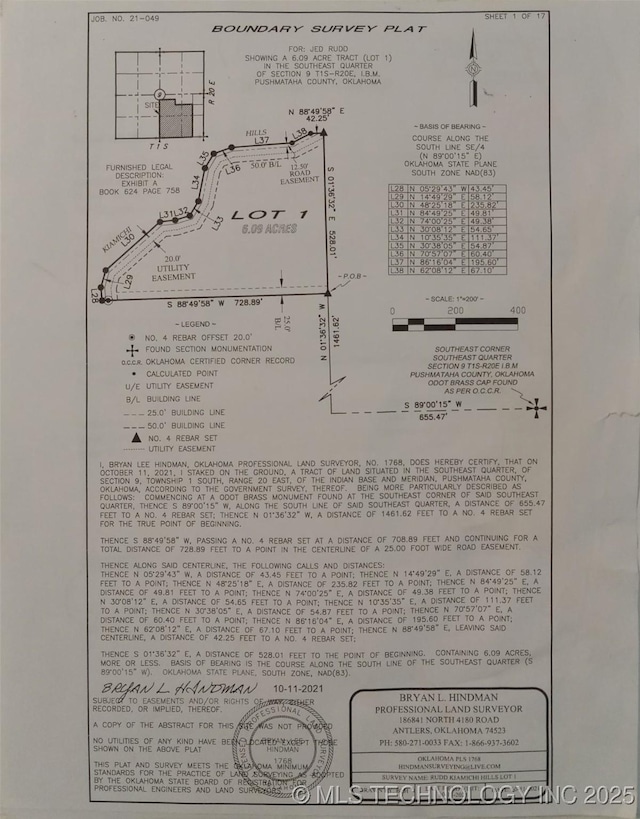 JOB. NO. 21-049
SHEET 1 OF 17
BOUNDARY SURVEY PLAT
FOR: JED RUDD
SHOWING A 6.09 ACRE TRACT (LOT 1)
IN THE SOUTHEAST QUARTER
OF SECTION 9 T1S-R20E, I.B.M.
PUSHMATAHA COUNTY, OKLAHOMA
9
SITE
R 20 E
T 1 S
N 88°49'58" E
42.25'
HILLS
L38
L37
L36
L35
L34
L33
50.0' B/L
12.50'
ROAD
EASEMENT
FURNISHED LEGAL
DESCRIPTION:
EXHIBIT A
BOOK 624 PAGE 758
L31
L32
KIAMICHI
L30
L29
L28
LOT 1
6.09 ACRES
S 01°36'32" E 528.01'
20.0'
UTILITY
EASEMENT
-P.O.B-
S 88°49'58" W 728.89'
25.0'
B/L
N 01°36'32" W
1461.62'
- BASIS OF BEARING -
COURSE ALONG THE
SOUTH LINE SE/4
(N 89°00'15" E)
OKLAHOMA STATE PLANE
SOUTH ZONE NAD(83)
L28 N 05°29'43" W 43.45'
L29 N 14°49'29" E 58.12'
L30 N 48°25'18" E 235.82'
L31 N 84°49'25" E 49.81'
L32 N 74°00'25" E 49.38'
L33 N 30°08'12" E 54.65'
L34 N 10°35'35" E 111.37'
L35 N 30°38'05" E 54.87'
L36 N 70°57'07" E 60.40'
L37 N 86°16'04" E 195.60'
L38 N 62°08'12" E 67.10'
- SCALE: 1"=200' -
0 200 400
SOUTHEAST CORNER
SOUTHEAST QUARTER
SECTION 9 T1S-R20E I.B.M
PUSHMATAHA COUNTY, OKLAHOMA
ODOT BRASS CAP FOUND
AS PER O.C.C.R.
S 89°00'15" W
655.47'
- LEGEND -
NO. 4 REBAR OFFSET 20.0'
FOUND SECTION MONUMENTATION
O.C.C.R. OKLAHOMA CERTIFIED CORNER RECORD
CALCULATED POINT
U/E UTILITY EASEMENT
B/L BUILDING LINE
25.0' BUILDING LINE
50.0' BUILDING LINE
NO. 4 REBAR SET
UTILITY EASEMENT
I, BRYAN LEE HINDMAN, OKLAHOMA PROFESSIONAL LAND SURVEYOR, NO. 1768, DOES HEREBY CERTIFY, THAT ON
OCTOBER 11, 2021, I STAKED ON THE GROUND, A TRACT OF LAND SITUATED IN THE SOUTHEAST QUARTER, OF
SECTION 9, TOWNSHIP 1 SOUTH, RANGE 20 EAST, OF THE INDIAN BASE AND MERIDIAN, PUSHMATAHA COUNTY,
OKLAHOMA, ACCORDING TO THE GOVERNMENT SURVEY, THEREOF. BEING MORE PARTICULARLY DESCRIBED AS
FOLLOWS: COMMENCING AT A ODOT BRASS MONUMENT FOUND AT THE SOUTHEAST CORNER OF SAID SOUTHEAST
QUARTER, THENCE S 89°00'15" W, ALONG THE SOUTH LINE OF SAID SOUTHEAST QUARTER, A DISTANCE OF 655.47
FEET TO A NO. 4 REBAR SET; THENCE N 01°36'32" W, A DISTANCE OF 1461.62 FEET TO A NO. 4 REBAR SET
FOR THE TRUE POINT OF BEGINNING.
THENCE S 88°49'58" W, PASSING A NO. 4 REBAR SET AT A DISTANCE OF 708.89 FEET AND CONTINUING FOR A
TOTAL DISTANCE OF 728.89 FEET TO A POINT IN THE CENTERLINE OF A 25.00 FOOT WIDE ROAD EASEMENT.
THENCE ALONG SAID CENTERLINE, THE FOLLOWING CALLS AND DISTANCES:
THENCE N 05°29'43" W, A DISTANCE OF 43.45 FEET TO A POINT; THENCE N 14°49'29" E, A DISTANCE OF 58.12
FEET TO A POINT; THENCE N 48°25'18" E, A DISTANCE OF 235.82 FEET TO A POINT; THENCE N 84°49'25" E, A
DISTANCE OF 49.81 FEET TO A POINT; THENCE N 74°00'25" E, A DISTANCE OF 49.38 FEET TO A POINT; THENCE
N 30°08'12" E, A DISTANCE OF 54.65 FEET TO A POINT; THENCE N 10°35'35" E, A DISTANCE OF 111.37 FEET
TO A POINT; THENCE N 30°38'05" E, A DISTANCE OF 54.87 FEET TO A POINT; THENCE N 70°57'07" E, A
DISTANCE OF 60.40 FEET TO A POINT; THENCE N 86°16'04" E, A DISTANCE OF 195.60 FEET TO A POINT;
THENCE N 62°08'12" E, A DISTANCE OF 67.10 FEET TO A POINT; THENCE N 88°49'58" E, LEAVING SAID
CENTERLINE, A DISTANCE OF 42.25 FEET TO A NO. 4 REBAR SET;
THENCE S 01°36'32" E, A DISTANCE OF 528.01 FEET TO THE POINT OF BEGINNING. CONTAINING 6.09 ACRES,
MORE OR LESS. BASIS OF BEARING IS THE COURSE ALONG THE SOUTH LINE OF THE SOUTHEAST QUARTER (S
89°00'15" W). OKLAHOMA STATE PLANE, SOUTH ZONE, NAD(83).
BRYAN L. HINDMAN 10-11-2021
SUBJECT TO EASEMENTS AND/OR RIGHTS OF WAY, EITHER
RECORDED, OR IMPLIED, THEREOF.
A COPY OF THE ABSTRACT FOR THIS SITE WAS NOT PROVIDED
NO UTILITIES OF ANY KIND HAVE BEEN LOCATED EXCEPT THOSE
SHOWN ON THE ABOVE PLAT
THIS PLAT AND SURVEY MEETS THE OKLAHOMA MINIMUM
STANDARDS FOR THE PRACTICE OF LAND SURVEYING AS ADOPTED
BY THE OKLAHOMA STATE BOARD OF REGISTRATION FOR
PROFESSIONAL ENGINEERS AND LAND SURVEYORS
PROFESSIONAL LAND
BRYAN LEE
HINDMAN
1768
OKLAHOMA
BRYAN L. HINDMAN
PROFESSIONAL LAND SURVEYOR
186841 NORTH 4180 ROAD
ANTLERS, OKLAHOMA 74523
PH: 580-271-0033 FAX: 1-866-937-3602
OKLAHOMA PLS 1768
HINDMANSURVEYING@LIVE.COM
SURVEY NAME: RUDD KIAMICHI HILLS LOT 1
© MLS TECHNOLOGY INC 2025